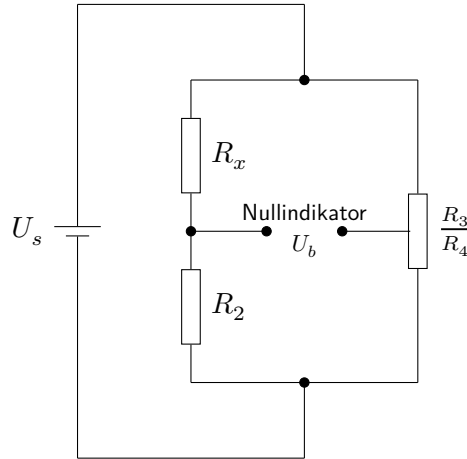 R_x
Nullindikator
U_s
U_b
R_3
R_4
R_2